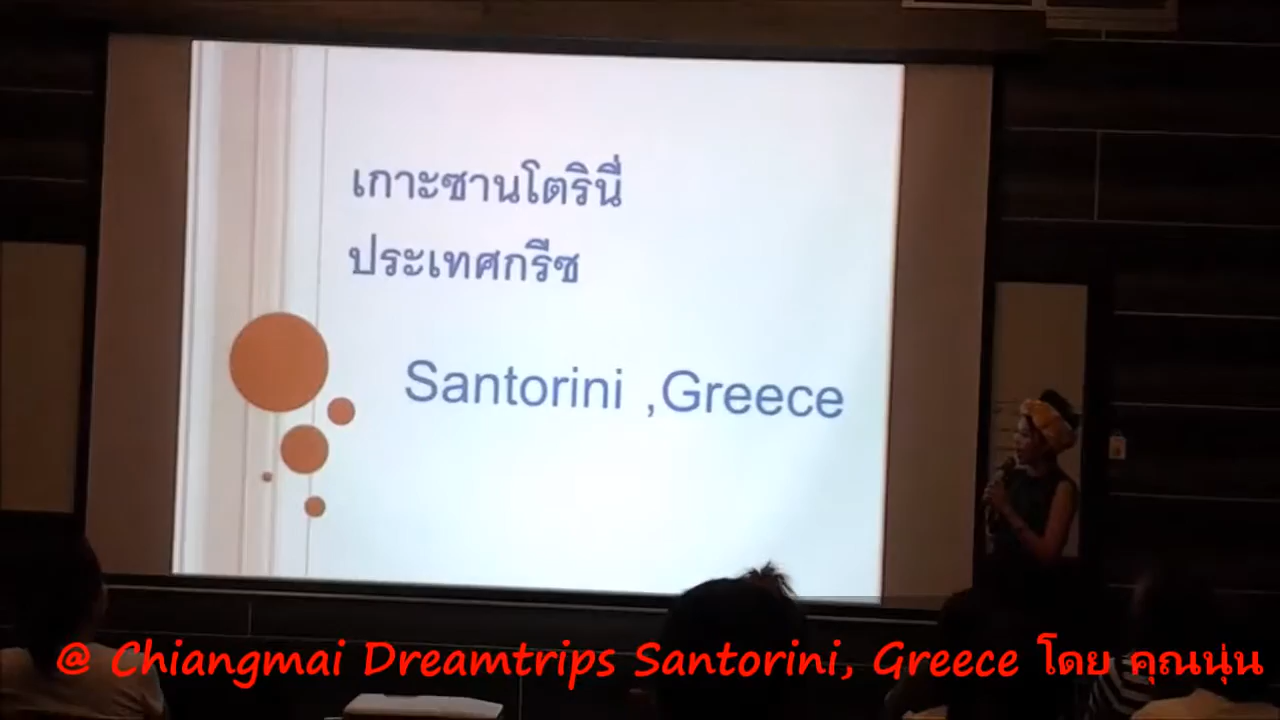 เกาะซานโตรินี่
ประเทศกรีซ
Santorini ,Greece
@ Chiangmai Dreamtrips Santorini, Greece โดย คุณนุ่น